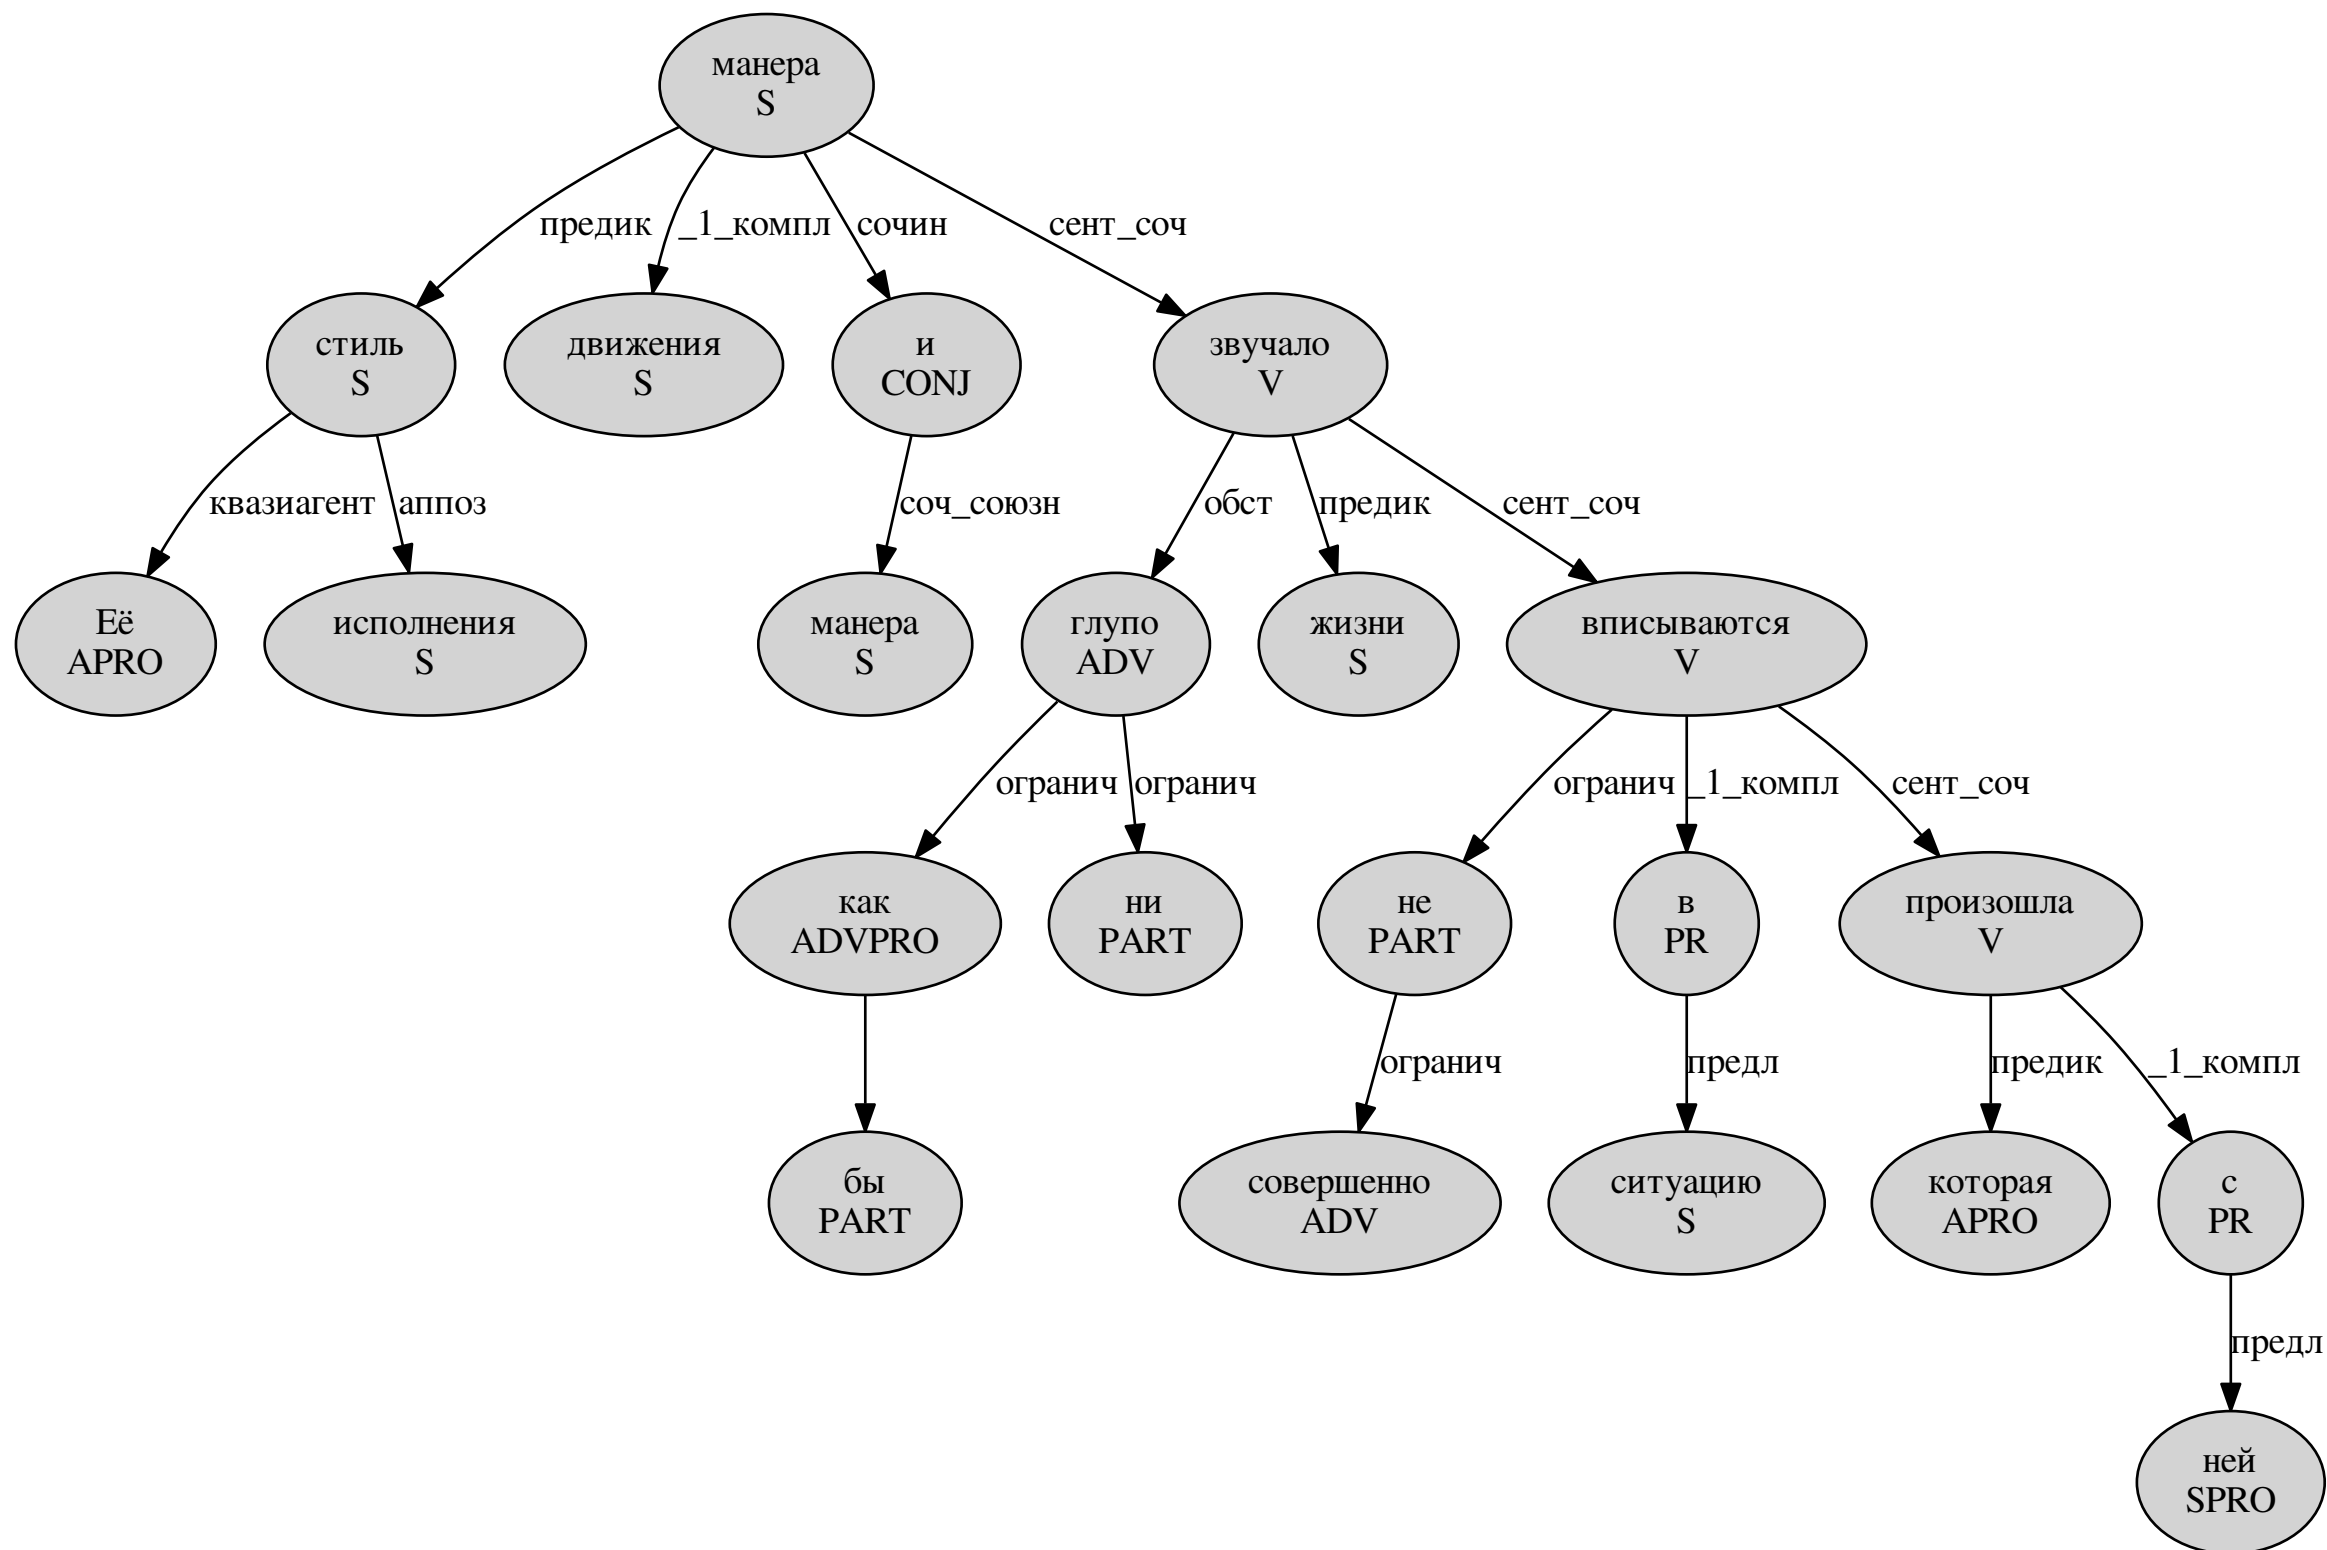 манера
S
предик
_1_компл
сочин
сент_соч
стиль
S
движения
S
и
CONJ
звучало
V
квазиагент
аппоз
соч_союзн
обст
предик
сент_соч
Её
APRO
исполнения
S
манера
S
глупо
ADV
жизни
S
вписываются
V
огранич
огранич
огранич
_1_компл
сент_соч
как
ADVPRO
ни
PART
не
PART
в
PR
произошла
V
огранич
предл
предик
_1_компл
бы
PART
совершенно
ADV
ситуацию
S
которая
APRO
с
PR
предл
ней
SPRO